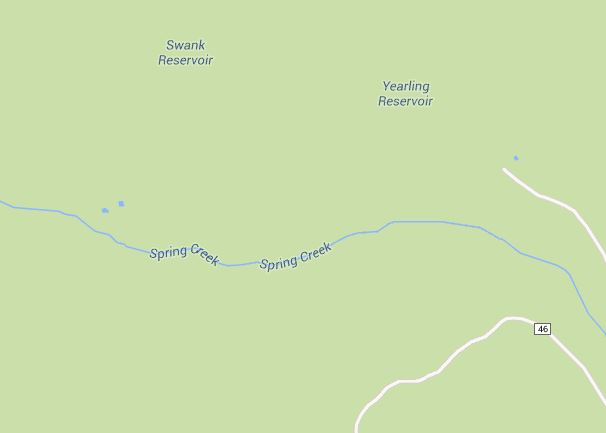 Swank
Reservoir
Yearling
Reservoir
Spring Creek
Spring Creek
46